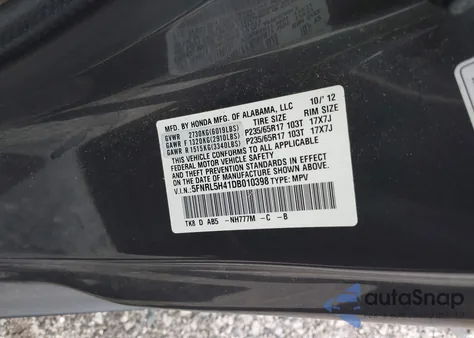 MFD. BY HONDA MFG. OF ALABAMA, LLC 10/'12
GVWR 2730KG(6019LBS) TIRE SIZE RIM SIZE
GAWR F 1320KG(2910LBS) P235/65R17 103T 17X7J
GAWR R 1515KG(3340LBS) P235/65R17 103T 17X7J
THIS VEHICLE CONFORMS TO ALL APPLICABLE
FEDERAL MOTOR VEHICLE SAFETY AND THEFT
PREVENTION STANDARDS IN EFFECT ON THE
DATE OF MANUFACTURE SHOWN ABOVE.
V.I.N.: 5FNRL5H41DB010398 TYPE: MPV
TK8 D AB5 -NH777M -C -B
autoSnap